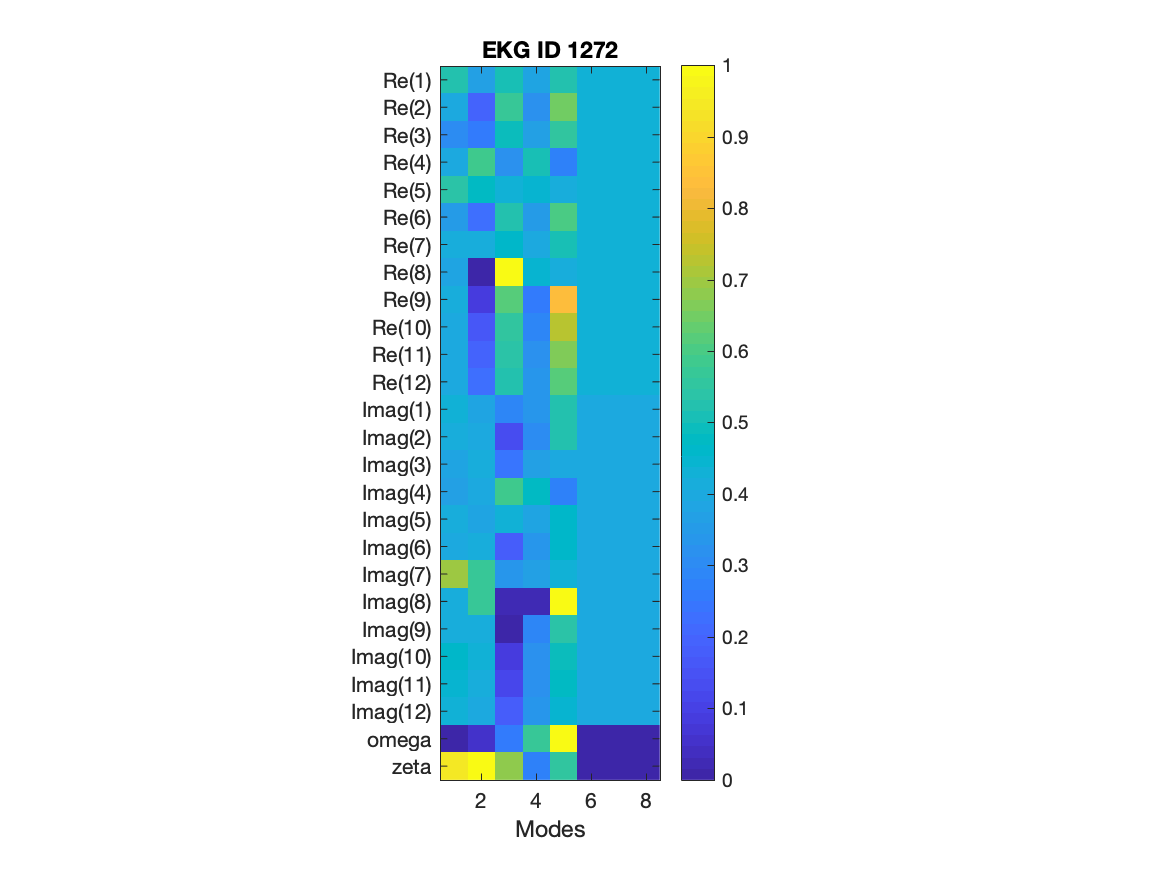 EKG ID 1272
Re(1)
Re(2)
Re(3)
Re(4)
Re(5)
Re(6)
Re(7)
Re(8)
Re(9)
Re(10)
Re(11)
Re(12)
Imag(1)
Imag(2)
Imag(3)
Imag(4)
Imag(5)
Imag(6)
Imag(7)
Imag(8)
Imag(9)
Imag(10)
Imag(11)
Imag(12)
omega
zeta
2 4 6 8
Modes
1
0.9
0.8
0.7
0.6
0.5
0.4
0.3
0.2
0.1
0